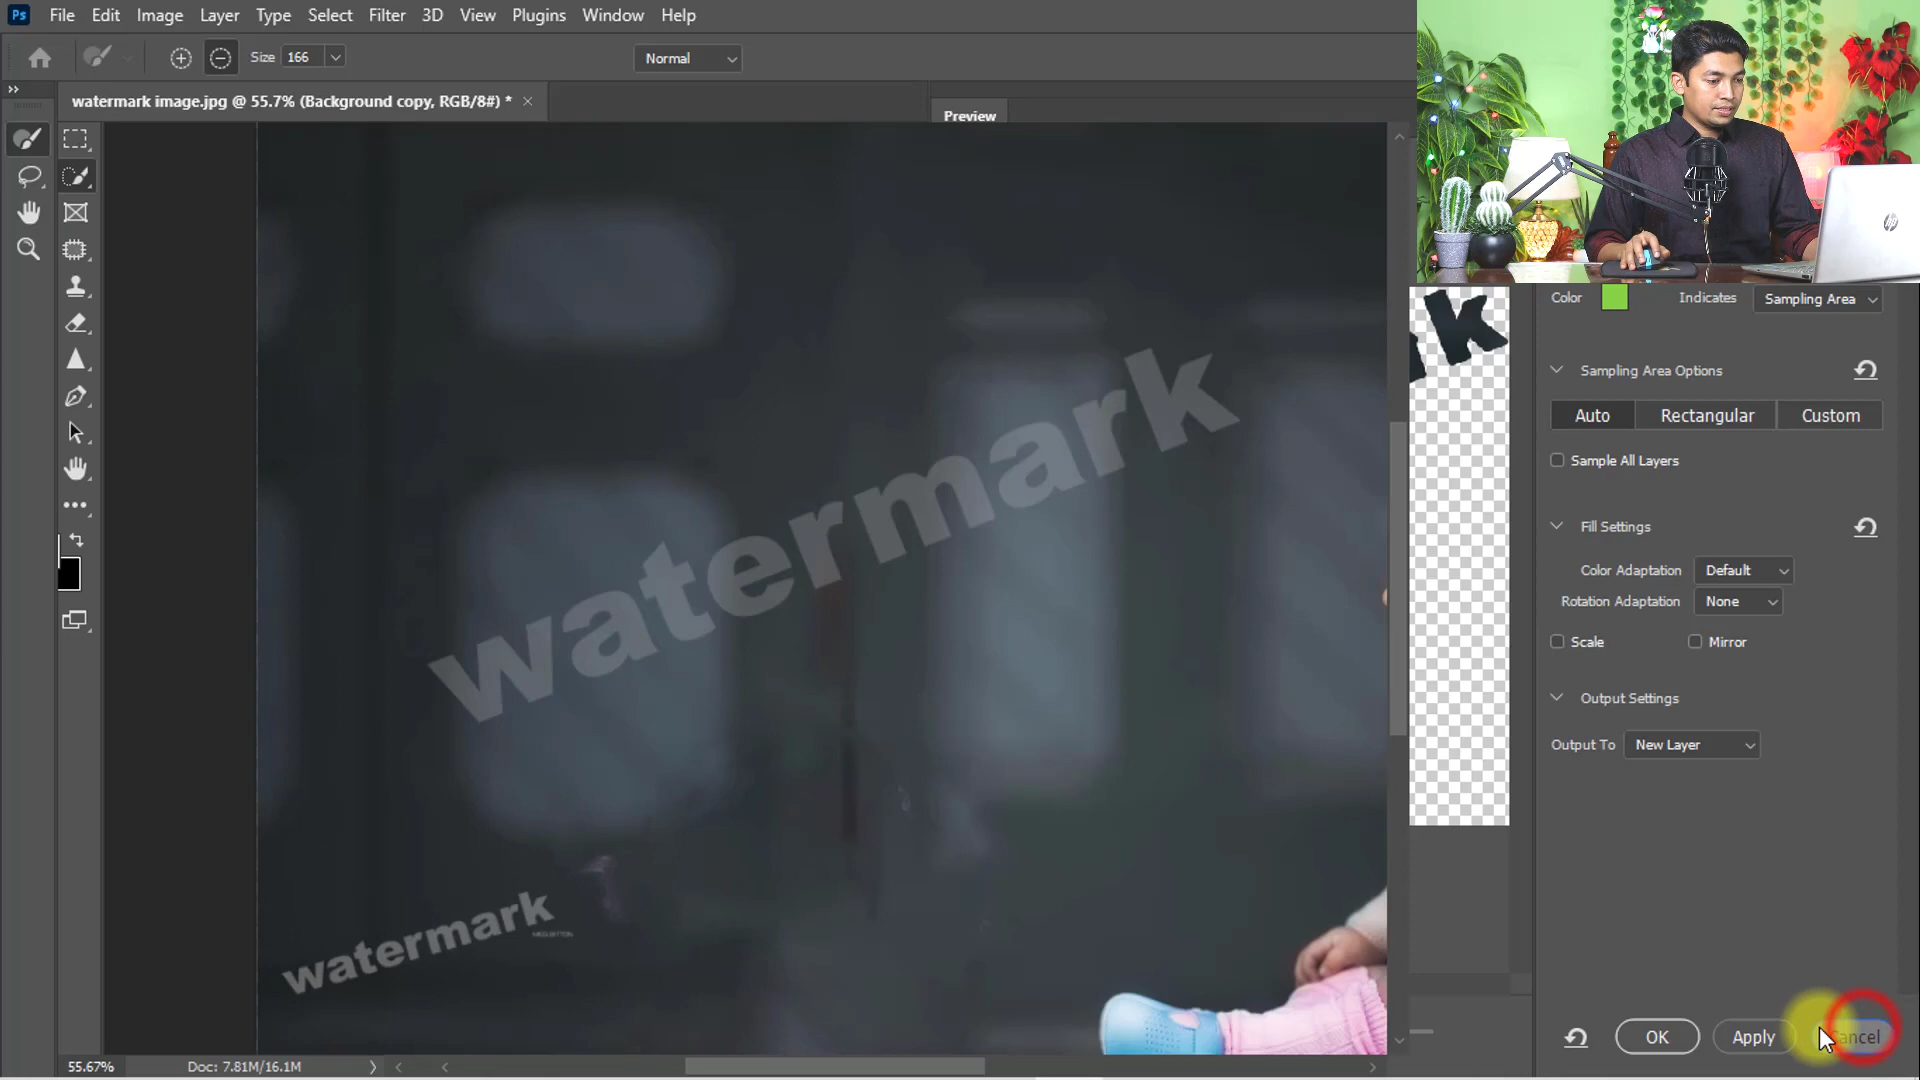 Ps File Edit Image Layer Type Select Filter 3D View Plugins Window Help
Size 166 Normal
watermark image.jpg @ 55.7% (Background copy, RGB/8#) * ×
Preview
k
Color Indicates Sampling Area
Sampling Area Options
Auto Rectangular Custom
Sample All Layers
watermark
Fill Settings
Color Adaptation Default
Rotation Adaptation None
Scale Mirror
Output Settings
Output To New Layer
watermark
OK Apply Cancel
55.67% Doc: 7.81M/16.1M
hp